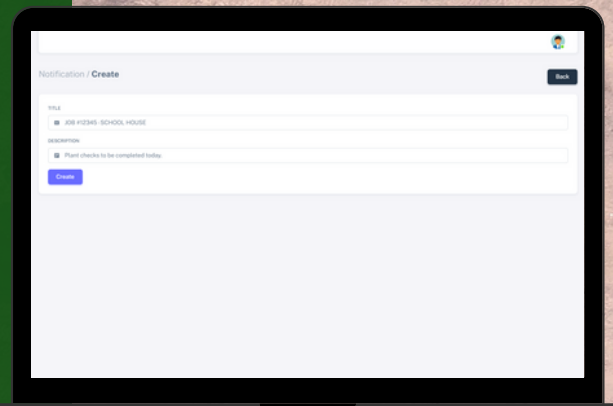 Notification / Create
Back
TITLE
JOB #12345 : SCHOOL HOUSE
DESCRIPTION
Plant checks to be completed today.
Create